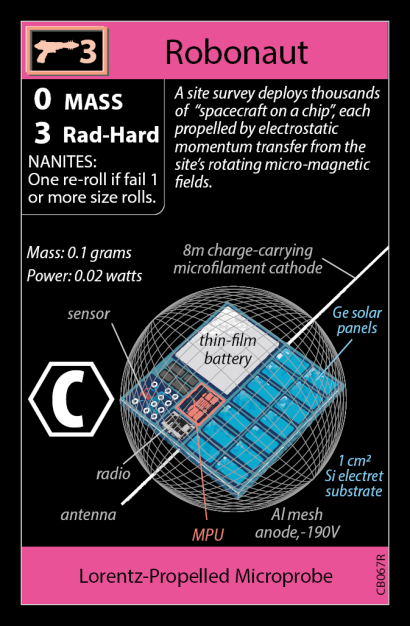 3
Robonaut
0 MASS
3 Rad-Hard
NANITES:
One re-roll if fail 1
or more size rolls.
A site survey deploys thousands
of "spacecraft on a chip", each
propelled by electrostatic
momentum transfer from the
site's rotating micro-magnetic
fields.
Mass: 0.1 grams
Power: 0.02 watts
8m charge-carrying
microfilament cathode
sensor
Ge solar
panels
thin-film
battery
C
radio
1 cm²
Si electret
substrate
antenna
MPU
Al mesh
anode,-190V
Lorentz-Propelled Microprobe
CB067R